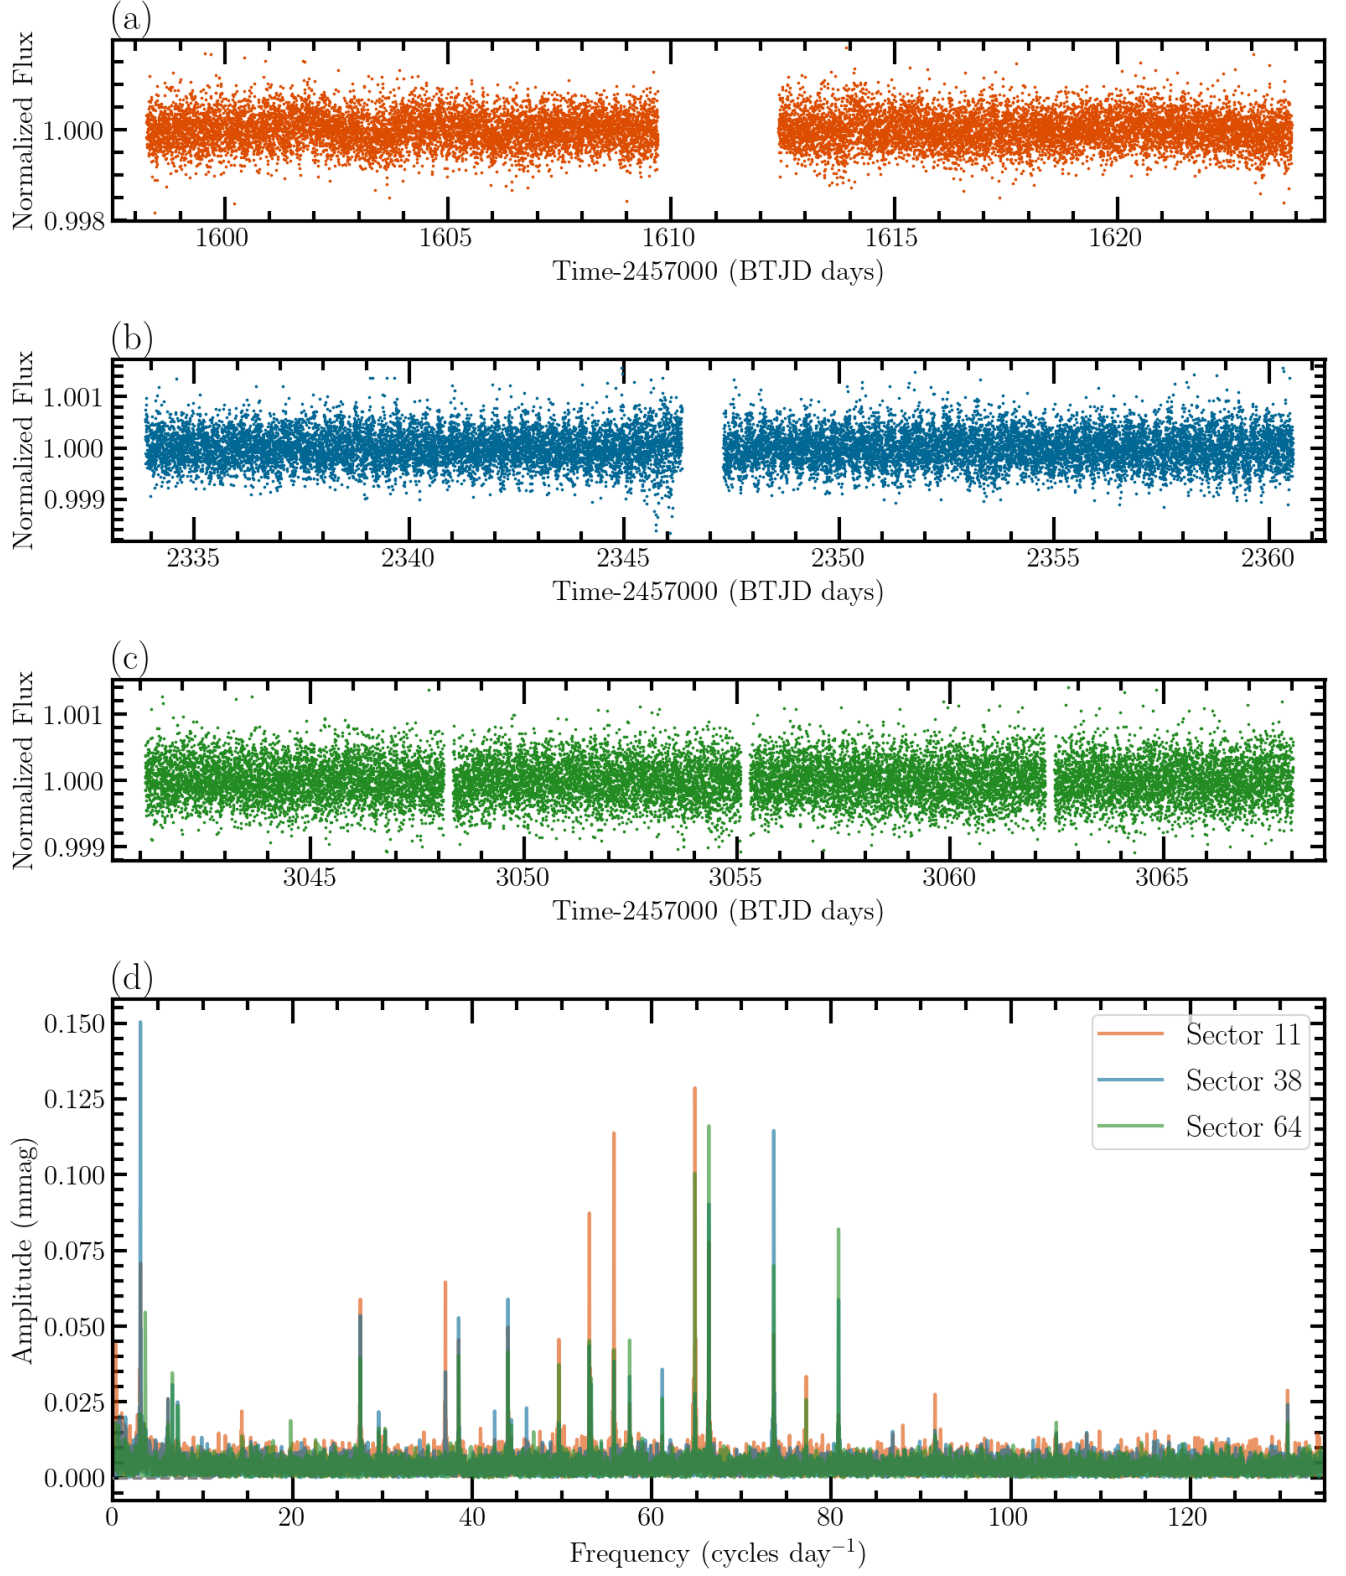 (a)
Normalized Flux
1.000
0.998
1600 1605 1610 1615 1620
Time-2457000 (BTJD days)
(b)
Normalized Flux
1.001
1.000
0.999
2335 2340 2345 2350 2355 2360
Time-2457000 (BTJD days)
(c)
Normalized Flux
1.001
1.000
0.999
3045 3050 3055 3060 3065
Time-2457000 (BTJD days)
(d)
Amplitude (mmag)
0.150
0.125
0.100
0.075
0.050
0.025
0.000
Sector 11
Sector 38
Sector 64
0 20 40 60 80 100 120
Frequency (cycles day⁻¹)